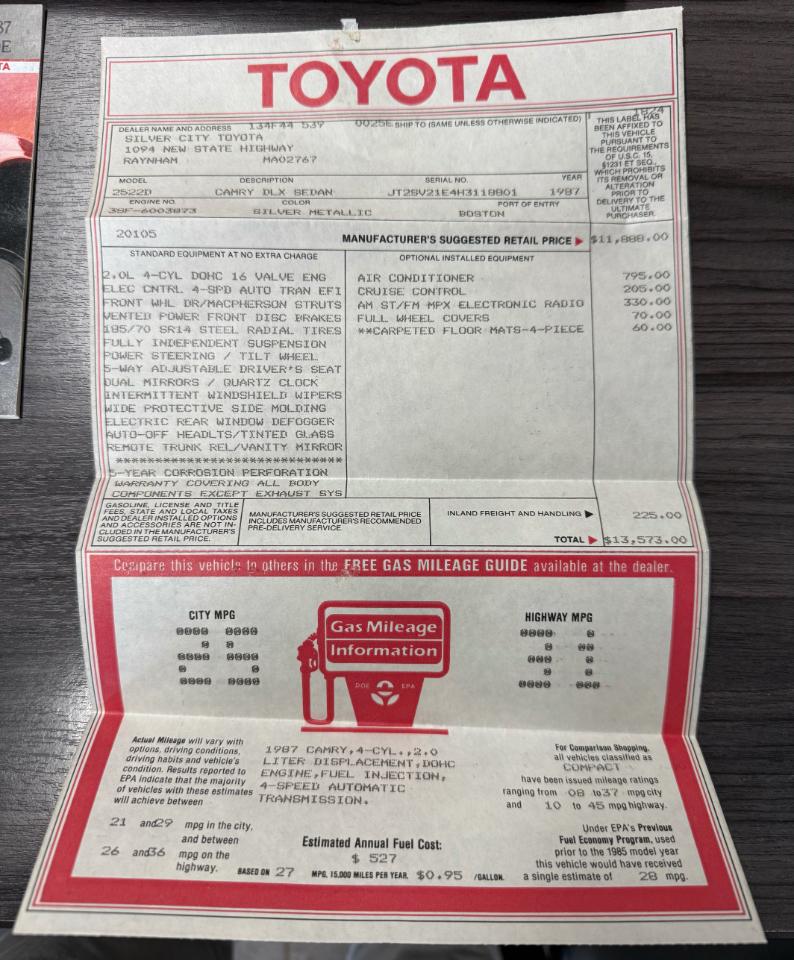 TOYOTA
DEALER NAME AND ADDRESS 134F44 539 0025E SHIP TO (SAME UNLESS OTHERWISE INDICATED)
SILVER CITY TOYOTA
1094 NEW STATE HIGHWAY
RAYNHAM MA02767
1824
THIS LABEL HAS
BEEN AFFIXED TO
THIS VEHICLE
PURSUANT TO
THE REQUIREMENTS
OF U.S.C. 15,
§1231 ET SEQ.,
WHICH PROHIBITS
ITS REMOVAL OR
ALTERATION
PRIOR TO
DELIVERY TO THE
ULTIMATE
PURCHASER.
MODEL DESCRIPTION SERIAL NO. YEAR
2522D CAMRY DLX SEDAN JT2SV21E4H3118801 1987
ENGINE NO. COLOR PORT OF ENTRY
3SF-6003873 SILVER METALLIC BOSTON
20105 MANUFACTURER'S SUGGESTED RETAIL PRICE ▶ $11,888.00
STANDARD EQUIPMENT AT NO EXTRA CHARGE
2.0L 4-CYL DOHC 16 VALVE ENG
ELEC CNTRL 4-SPD AUTO TRAN EFI
FRONT WHL DR/MACPHERSON STRUTS
VENTED POWER FRONT DISC BRAKES
185/70 SR14 STEEL RADIAL TIRES
FULLY INDEPENDENT SUSPENSION
POWER STEERING / TILT WHEEL
5-WAY ADJUSTABLE DRIVER'S SEAT
DUAL MIRRORS / QUARTZ CLOCK
INTERMITTENT WINDSHIELD WIPERS
WIDE PROTECTIVE SIDE MOLDING
ELECTRIC REAR WINDOW DEFOGGER
AUTO-OFF HEADLTS/TINTED GLASS
REMOTE TRUNK REL/VANITY MIRROR
******************************
5-YEAR CORROSION PERFORATION
WARRANTY COVERING ALL BODY
COMPONENTS EXCEPT EXHAUST SYS
OPTIONAL INSTALLED EQUIPMENT
AIR CONDITIONER 795.00
CRUISE CONTROL 205.00
AM ST/FM MPX ELECTRONIC RADIO 330.00
FULL WHEEL COVERS 70.00
**CARPETED FLOOR MATS-4-PIECE 60.00
GASOLINE, LICENSE AND TITLE
FEES, STATE AND LOCAL TAXES
AND DEALER INSTALLED OPTIONS
AND ACCESSORIES ARE NOT IN-
CLUDED IN THE MANUFACTURER'S
SUGGESTED RETAIL PRICE.
MANUFACTURER'S SUGGESTED RETAIL PRICE
INCLUDES MANUFACTURER'S RECOMMENDED
PRE-DELIVERY SERVICE.
INLAND FREIGHT AND HANDLING ▶ 225.00
TOTAL ▶ $13,573.00
Compare this vehicle to others in the FREE GAS MILEAGE GUIDE available at the dealer.
CITY MPG
25
Gas Mileage
Information
DOE EPA
HIGHWAY MPG
31
Actual Mileage will vary with
options, driving conditions,
driving habits and vehicle's
condition. Results reported to
EPA indicate that the majority
of vehicles with these estimates
will achieve between
21 and 29 mpg in the city,
and between
26 and 36 mpg on the
highway.
1987 CAMRY,4-CYL.,2.0
LITER DISPLACEMENT,DOHC
ENGINE,FUEL INJECTION,
4-SPEED AUTOMATIC
TRANSMISSION.
Estimated Annual Fuel Cost:
$ 527
BASED ON 27 MPG, 15,000 MILES PER YEAR, $0.95 /GALLON.
For Comparison Shopping,
all vehicles classified as
COMPACT
have been issued mileage ratings
ranging from 08 to 37 mpg city
and 10 to 45 mpg highway.
Under EPA's Previous
Fuel Economy Program, used
prior to the 1985 model year
this vehicle would have received
a single estimate of 28 mpg.